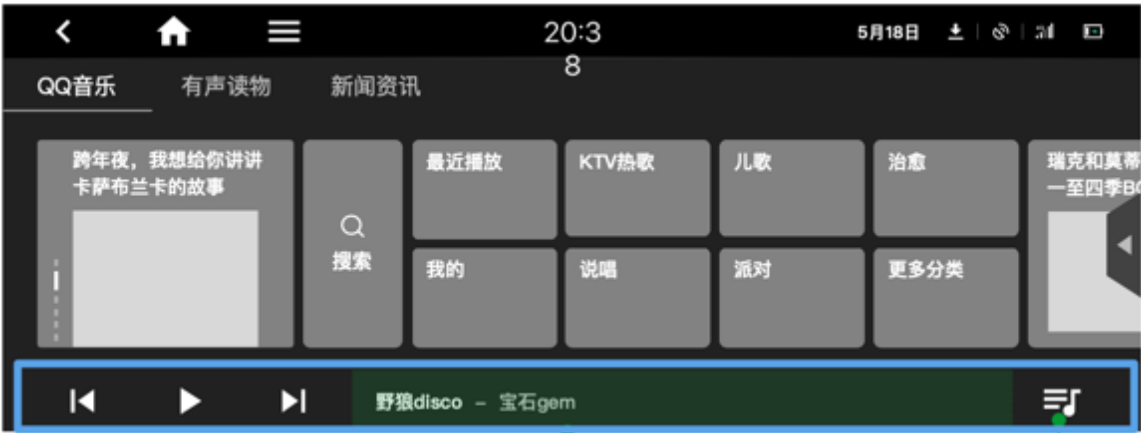 20:3
8
5月18日
QQ音乐
有声读物
新闻资讯
跨年夜，我想给你讲讲
卡萨布兰卡的故事
搜索
最近播放
KTV热歌
儿歌
治愈
我的
说唱
派对
更多分类
瑞克和莫蒂
一至四季BG
野狼disco – 宝石gem